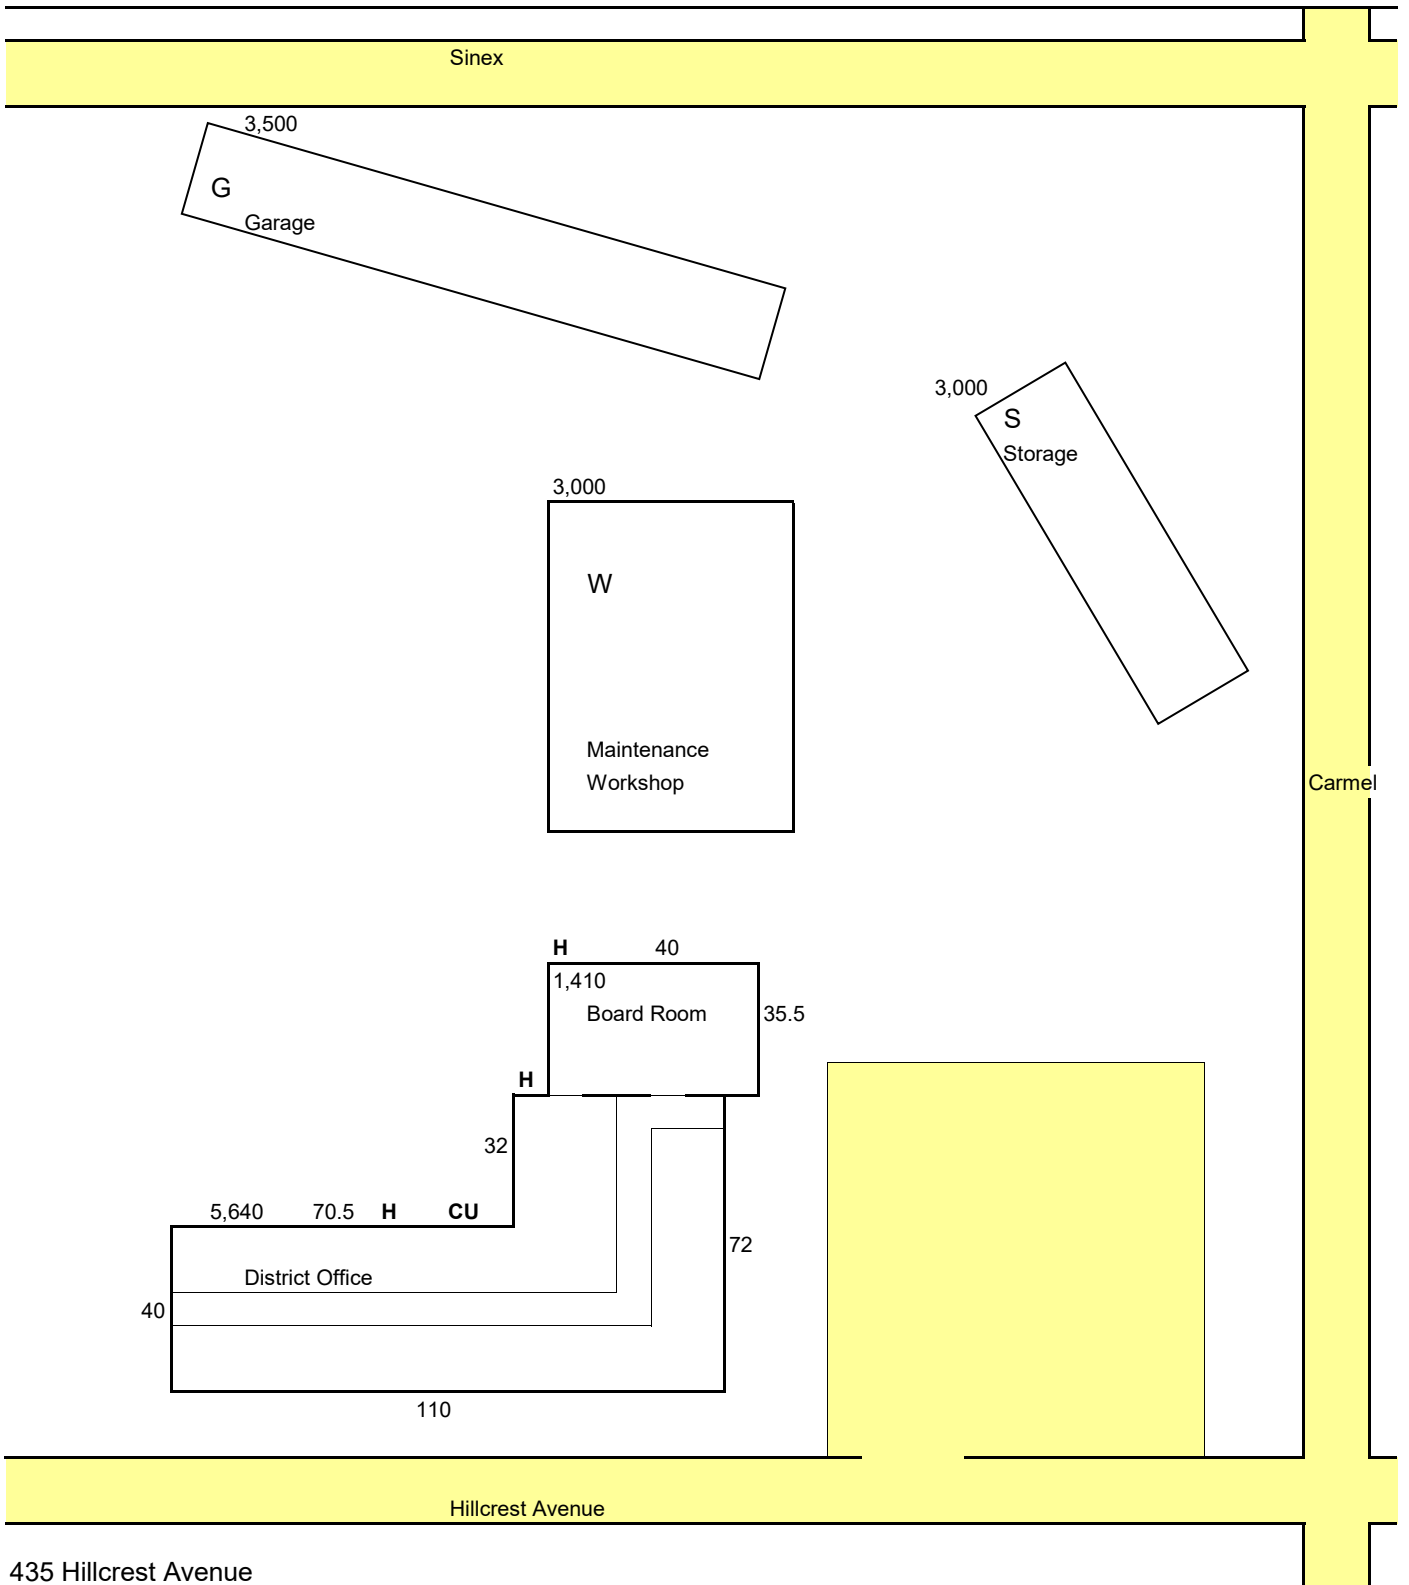 Sinex
3,500
G
Garage
3,000
S
Storage
3,000
W
Maintenance
Workshop
Carmel
H 40
1,410
Board Room 35.5
H
32
5,640 70.5 H CU
72
District Office
40
110
Hillcrest Avenue
435 Hillcrest Avenue